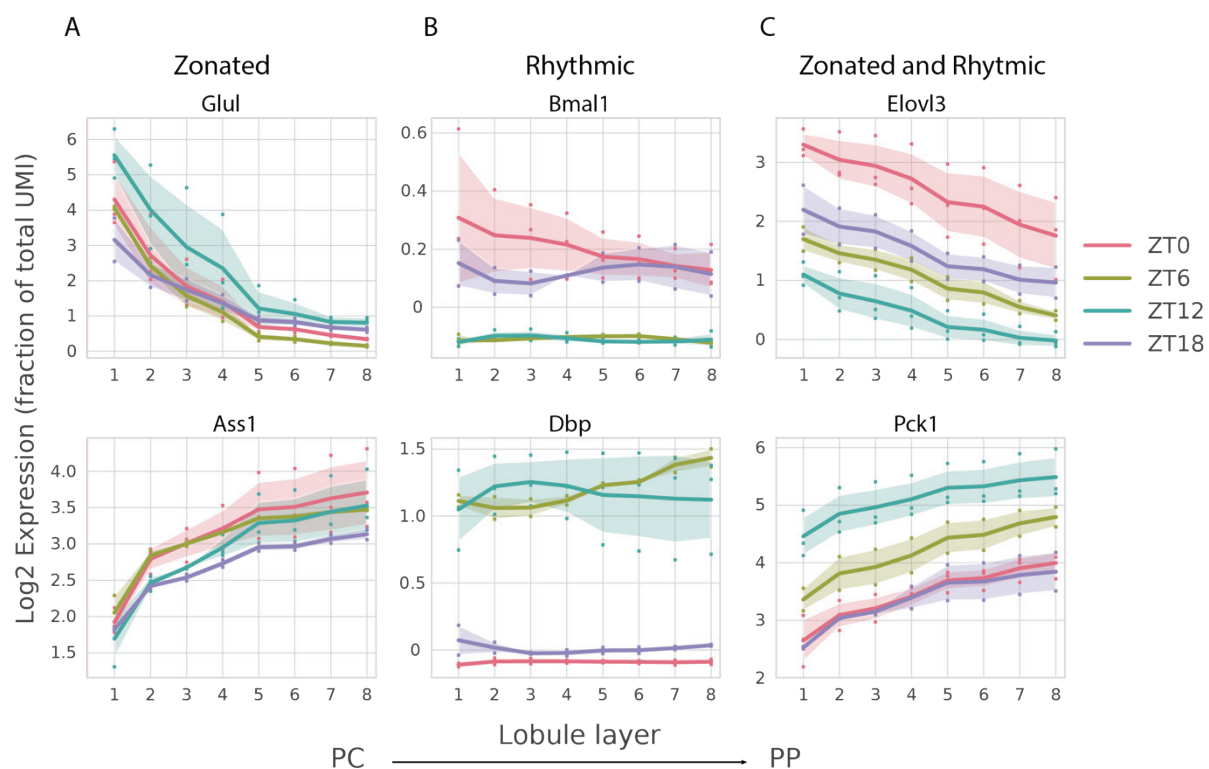 A
B
C
Zonated
Rhythmic
Zonated and Rhytmic
Glul
Bmal1
Elovl3
Log2 Expression (fraction of total UMI)
6
5
4
3
2
1
0
1 2 3 4 5 6 7 8
0.6
0.4
0.2
0
1 2 3 4 5 6 7 8
3
2
1
0
1 2 3 4 5 6 7 8
ZT0
ZT6
ZT12
ZT18
Ass1
Dbp
Pck1
4.0
3.5
3.0
2.5
2.0
1.5
1 2 3 4 5 6 7 8
1.5
1.0
0.5
0
1 2 3 4 5 6 7 8
6
5
4
3
2
1 2 3 4 5 6 7 8
Lobule layer
PC
PP